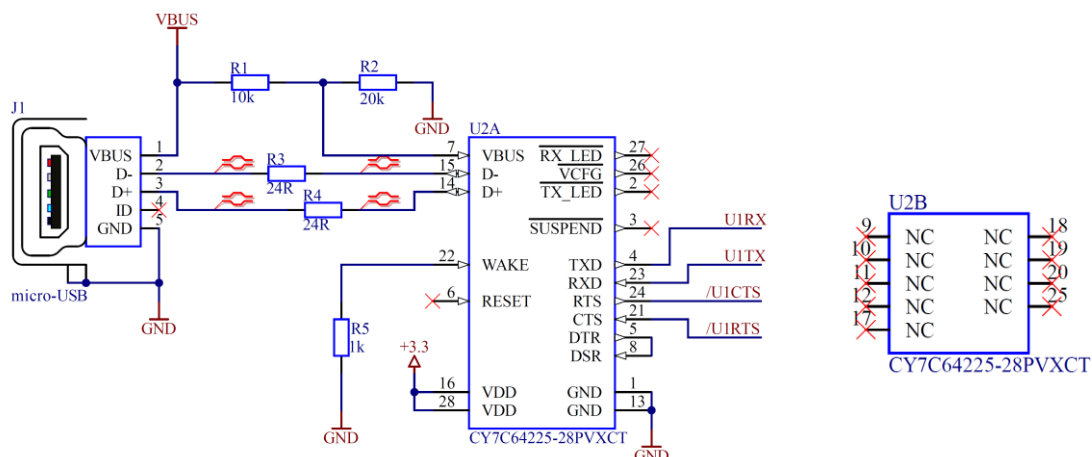 VBUS
J1
VBUS 1
D- 2
D+ 3
ID 4
GND 5
micro-USB
GND
R1
10k
R2
20k
GND
R3
24R
R4
24R
R5
1k
GND
+3.3
U2A
7 VBUS
15 D-
14 D+
22 WAKE
6 RESET
16 VDD
28 VDD
RX_LED 27
VCFG 26
TX_LED 2
SUSPEND 3
TXD 4 U1RX
RXD 23 U1TX
RTS 24 /U1CTS
CTS 21 /U1RTS
DTR 5
DSR 8
GND 1
GND 13
CY7C64225-28PVXCT
GND
U2B
9 NC NC 18
10 NC NC 19
11 NC NC 20
12 NC NC 25
17 NC
CY7C64225-28PVXCT